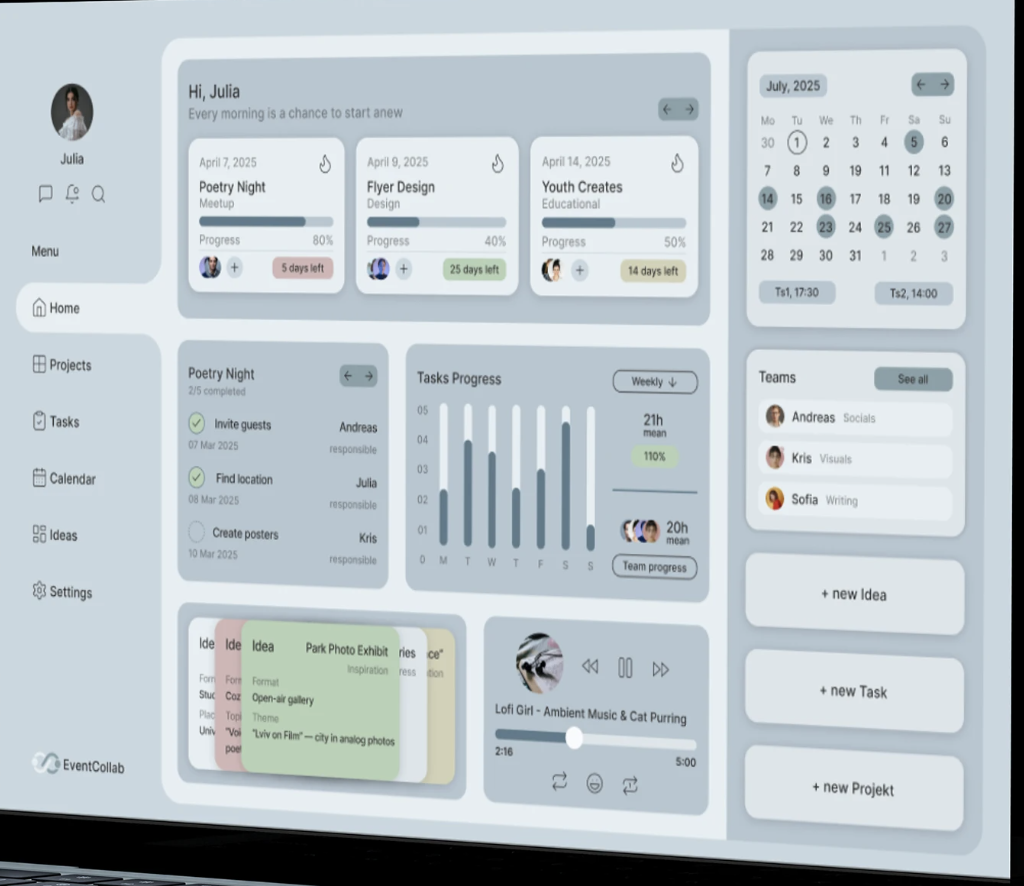 Julia
Menu
Home
Projects
Tasks
Calendar
Ideas
Settings
EventCollab
Hi, Julia
Every morning is a chance to start anew
April 7, 2025
Poetry Night
Meetup
Progress 80%
+
5 days left
April 9, 2025
Flyer Design
Design
Progress 40%
+
25 days left
April 14, 2025
Youth Creates
Educational
Progress 50%
+
14 days left
Poetry Night
2/5 completed
Invite guests Andreas
07 Mar 2025 responsible
Find location Julia
08 Mar 2025 responsible
Create posters Kris
10 Mar 2025 responsible
Tasks Progress
Weekly
05
04
03
02
01
0 M T W T F S S
21h
mean
110%
20h
mean
Team progress
Ide Ide Idea Park Photo Exhibit ries ce"
Inspiration ress tion
Forn Forn Format
Stuc Coz Open-air gallery
Plac Topi Theme
Univ "Voi "Lviv on Film" — city in analog photos
poet
Lofi Girl - Ambient Music & Cat Purring
2:16 5:00
July, 2025
Mo Tu We Th Fr Sa Su
30 1 2 3 4 5 6
7 8 9 19 11 12 13
14 15 16 17 18 19 20
21 22 23 24 25 26 27
28 29 30 31 1 2 3
Ts1, 17:30 Ts2, 14:00
Teams See all
Andreas Socials
Kris Visuals
Sofia Writing
+ new Idea
+ new Task
+ new Projekt